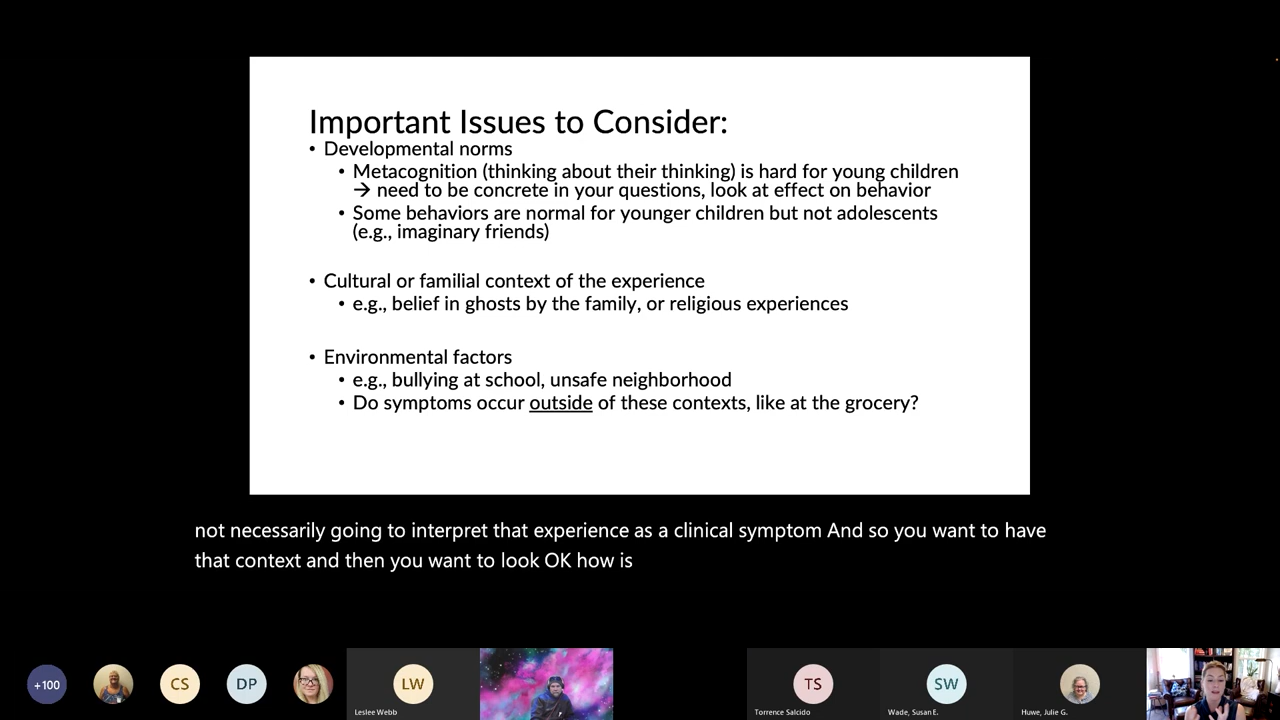 Important Issues to Consider:
• Developmental norms
• Metacognition (thinking about their thinking) is hard for young children
→ need to be concrete in your questions, look at effect on behavior
• Some behaviors are normal for younger children but not adolescents
(e.g., imaginary friends)
• Cultural or familial context of the experience
• e.g., belief in ghosts by the family, or religious experiences
• Environmental factors
• e.g., bullying at school, unsafe neighborhood
• Do symptoms occur outside of these contexts, like at the grocery?
not necessarily going to interpret that experience as a clinical symptom And so you want to have
that context and then you want to look OK how is
+100
CS
DP
LW
TS
SW
Leslee Webb
Torrence Salcido
Wade, Susan E.
Huwe, Julie G.